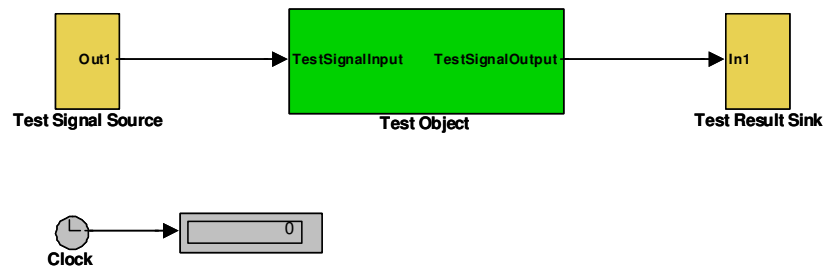 Out1
TestSignalInput
TestSignalOutput
In1
Test Signal Source
Test Object
Test Result Sink
0
Clock